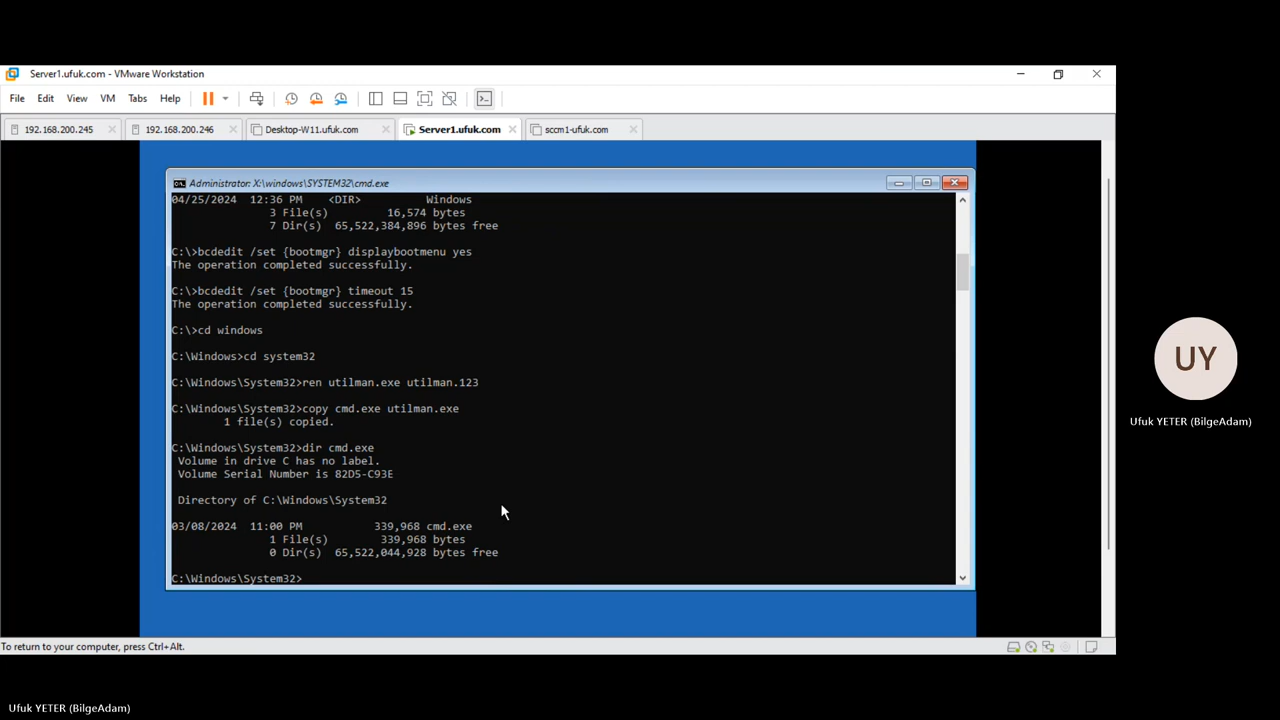 Server1.ufuk.com - VMware Workstation
File Edit View VM Tabs Help
192.168.200.245 192.168.200.246 Desktop-W11.ufuk.com Server1.ufuk.com sccm1-ufuk.com
Administrator: X:\windows\SYSTEM32\cmd.exe
04/25/2024  12:36 PM    <DIR>          Windows
3 File(s)         16,574 bytes
7 Dir(s)  65,522,384,896 bytes free
C:\>bcdedit /set {bootmgr} displaybootmenu yes
The operation completed successfully.
C:\>bcdedit /set {bootmgr} timeout 15
The operation completed successfully.
C:\>cd windows
C:\Windows>cd system32
C:\Windows\System32>ren utilman.exe utilman.123
C:\Windows\System32>copy cmd.exe utilman.exe
1 file(s) copied.
C:\Windows\System32>dir cmd.exe
Volume in drive C has no label.
Volume Serial Number is 82D5-C93E
Directory of C:\Windows\System32
03/08/2024  11:00 PM           339,968 cmd.exe
1 File(s)        339,968 bytes
0 Dir(s)  65,522,044,928 bytes free
C:\Windows\System32>
To return to your computer, press Ctrl+Alt.
UY
Ufuk YETER (BilgeAdam)
Ufuk YETER (BilgeAdam)